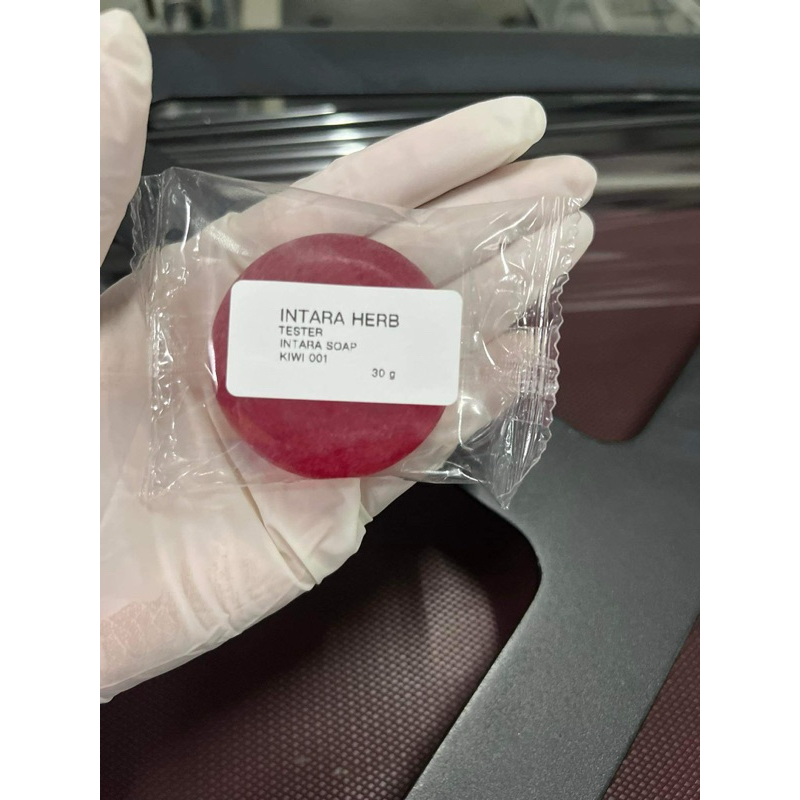 INTARA HERB
TESTER
INTARA SOAP
KIWI 001
30 g